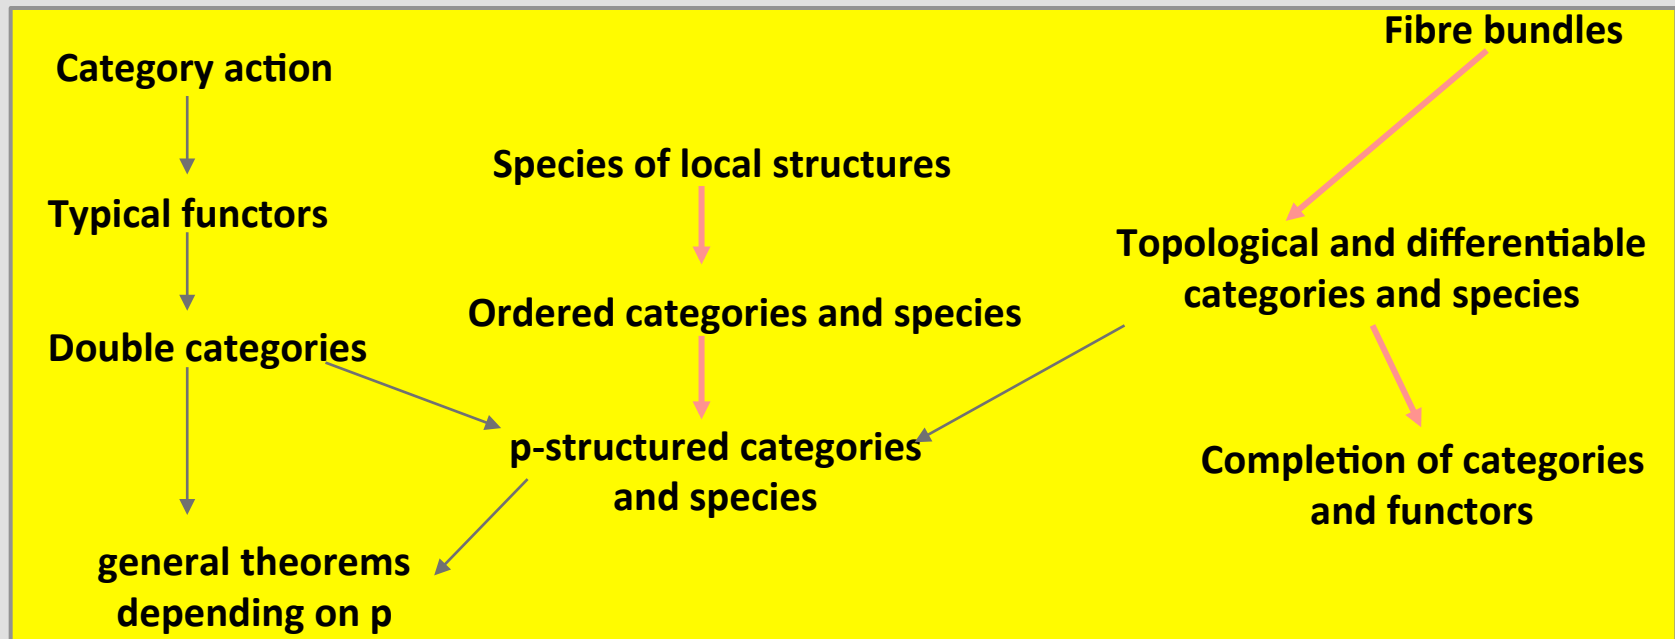 Fibre bundles
Category action
Species of local structures
Typical functors
Topological and differentiable
categories and species
Ordered categories and species
Double categories
p-structured categories
and species
Completion of categories
and functors
general theorems
depending on p